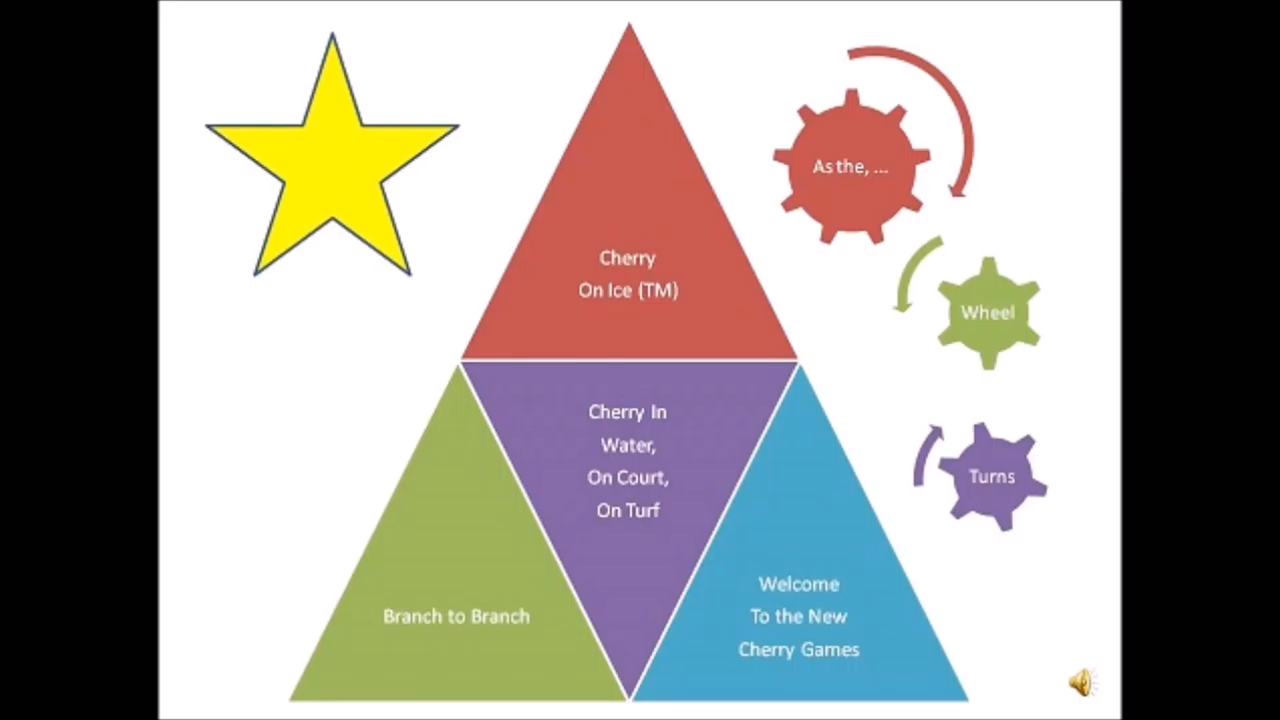 Cherry
On Ice (TM)
Cherry In
Water,
On Court,
On Turf
Branch to Branch
Welcome
To the New
Cherry Games
As the, ...
Wheel
Turns